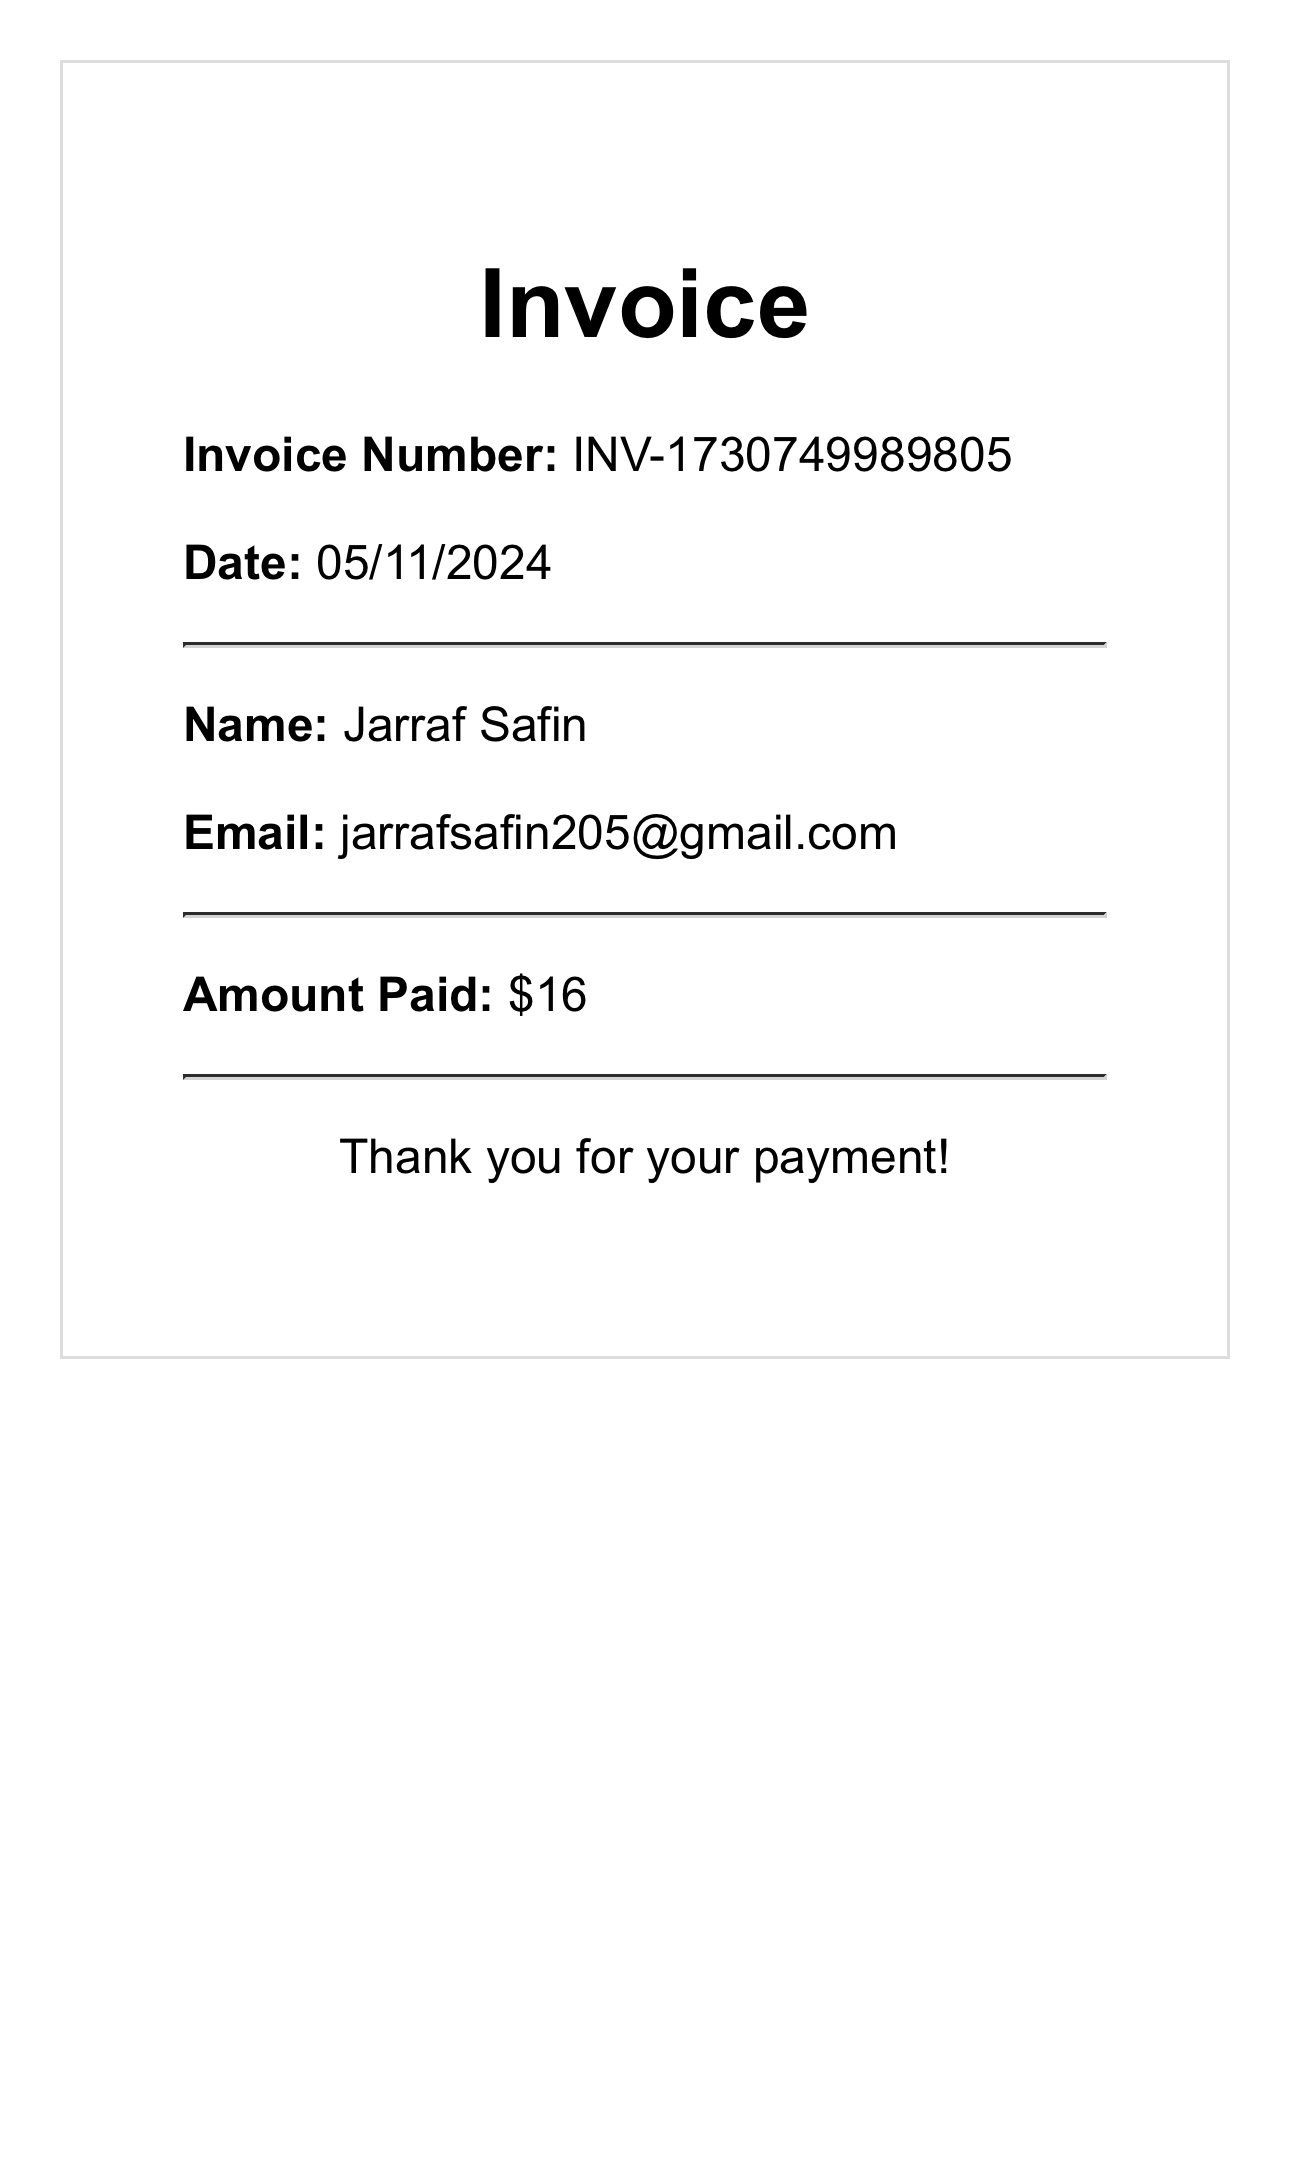 Invoice
Invoice Number: INV-1730749989805
Date: 05/11/2024
Name: Jarraf Safin
Email: jarrafsafin205@gmail.com
Amount Paid: $16
Thank you for your payment!